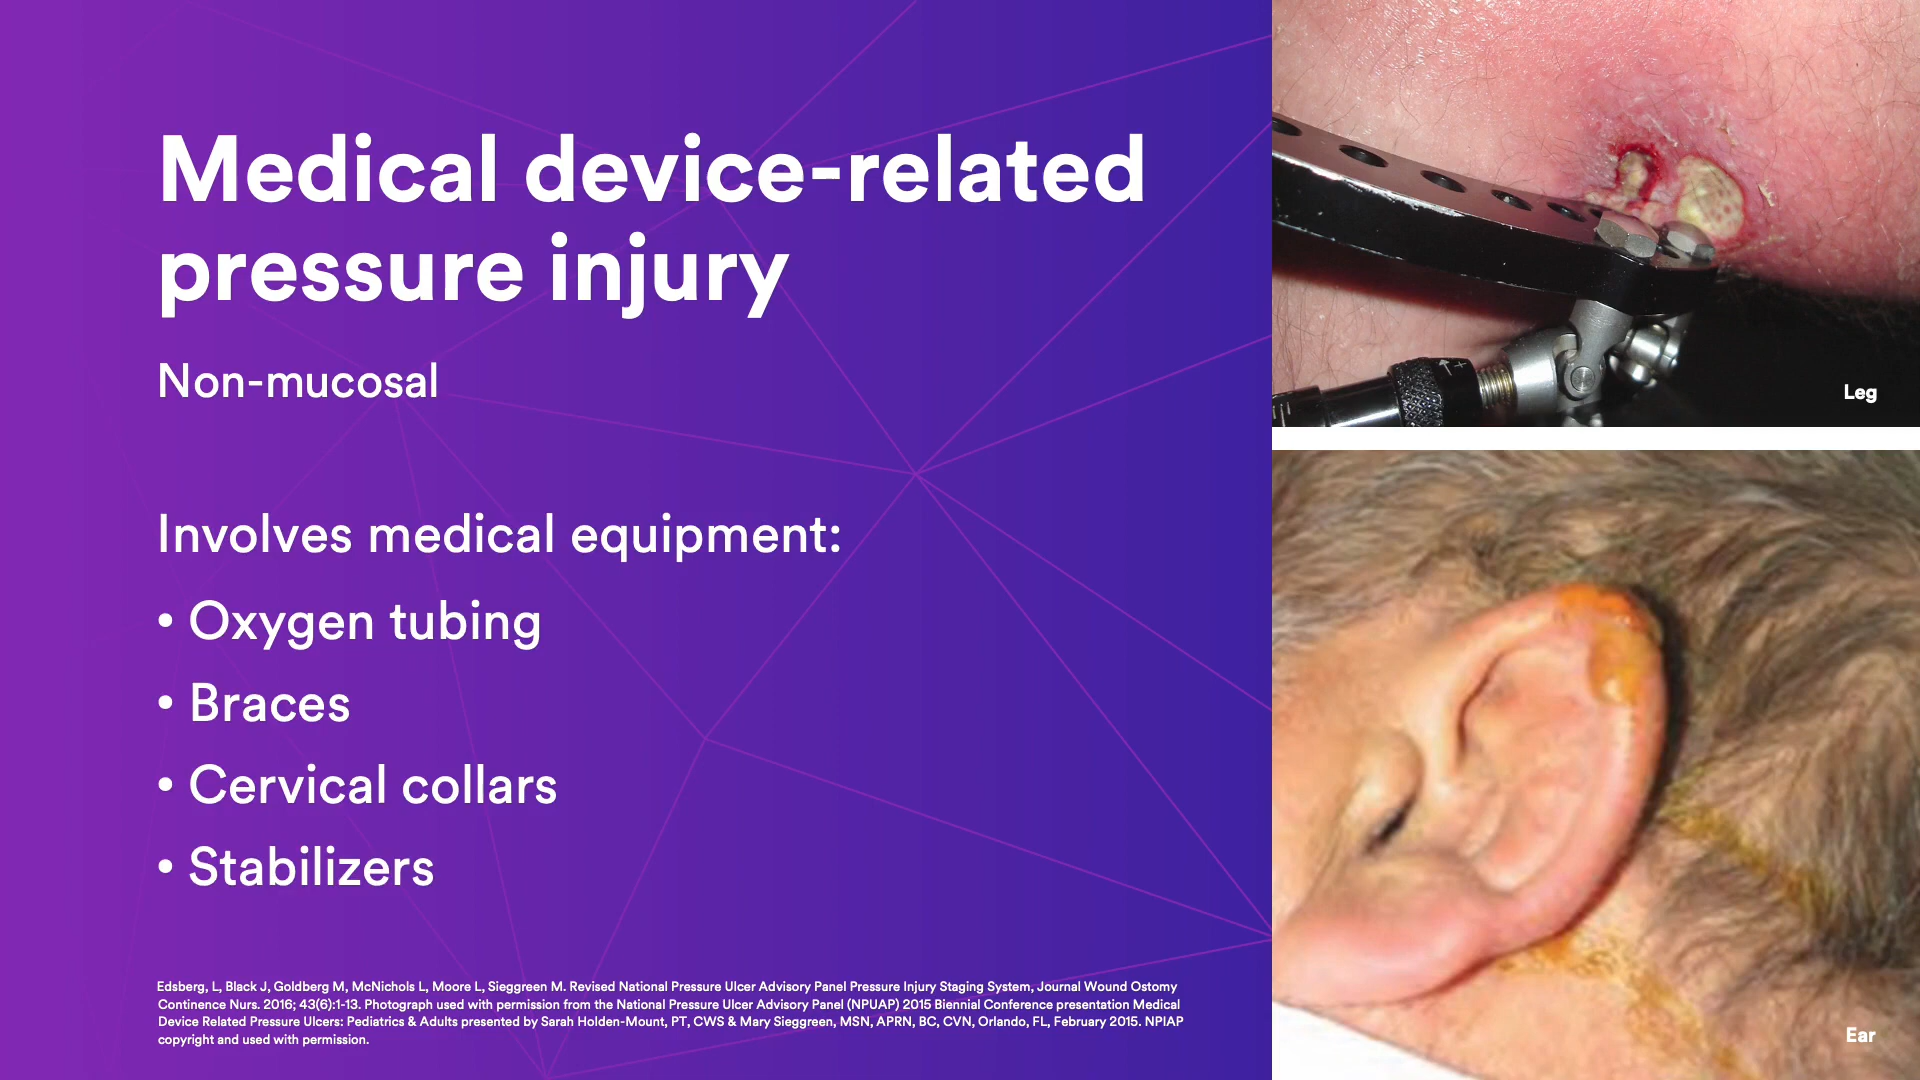 Medical device-related
pressure injury
Non-mucosal
Involves medical equipment:
• Oxygen tubing
• Braces
• Cervical collars
• Stabilizers
Edsberg, L, Black J, Goldberg M, McNichols L, Moore L, Sieggreen M. Revised National Pressure Ulcer Advisory Panel Pressure Injury Staging System, Journal Wound Ostomy
Continence Nurs. 2016; 43(6):1-13. Photograph used with permission from the National Pressure Ulcer Advisory Panel (NPUAP) 2015 Biennial Conference presentation Medical
Device Related Pressure Ulcers: Pediatrics & Adults presented by Sarah Holden-Mount, PT, CWS & Mary Sieggreen, MSN, APRN, BC, CVN, Orlando, FL, February 2015. NPIAP
copyright and used with permission.
Leg
Ear